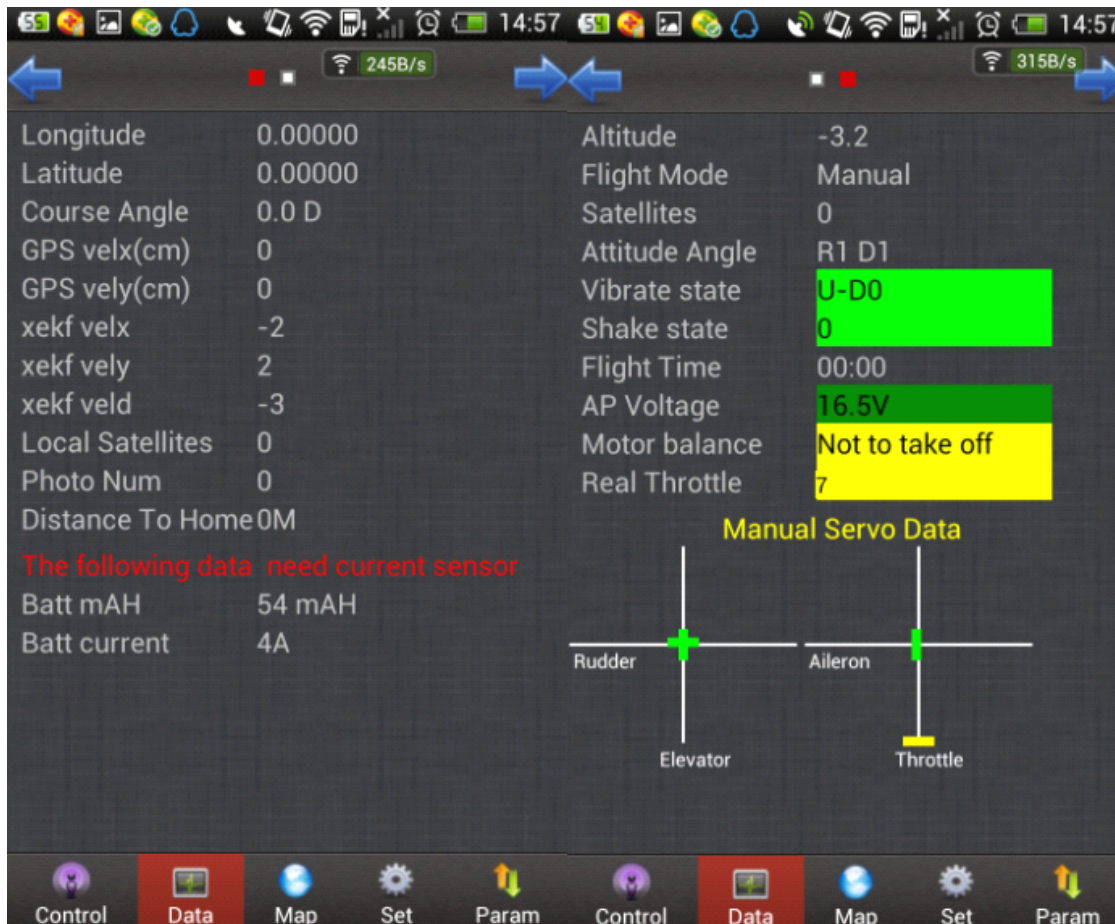 55 14:57
245B/s
Longitude 0.00000
Latitude 0.00000
Course Angle 0.0 D
GPS velx(cm) 0
GPS vely(cm) 0
xekf velx -2
xekf vely 2
xekf veld -3
Local Satellites 0
Photo Num 0
Distance To Home 0M
The following data need current sensor
Batt mAH 54 mAH
Batt current 4A
Control Data Map Set Param
54 14:57
315B/s
Altitude -3.2
Flight Mode Manual
Satellites 0
Attitude Angle R1 D1
Vibrate state U-D0
Shake state 0
Flight Time 00:00
AP Voltage 16.5V
Motor balance Not to take off
Real Throttle 7
Manual Servo Data
Rudder Aileron
Elevator Throttle
Control Data Map Set Param